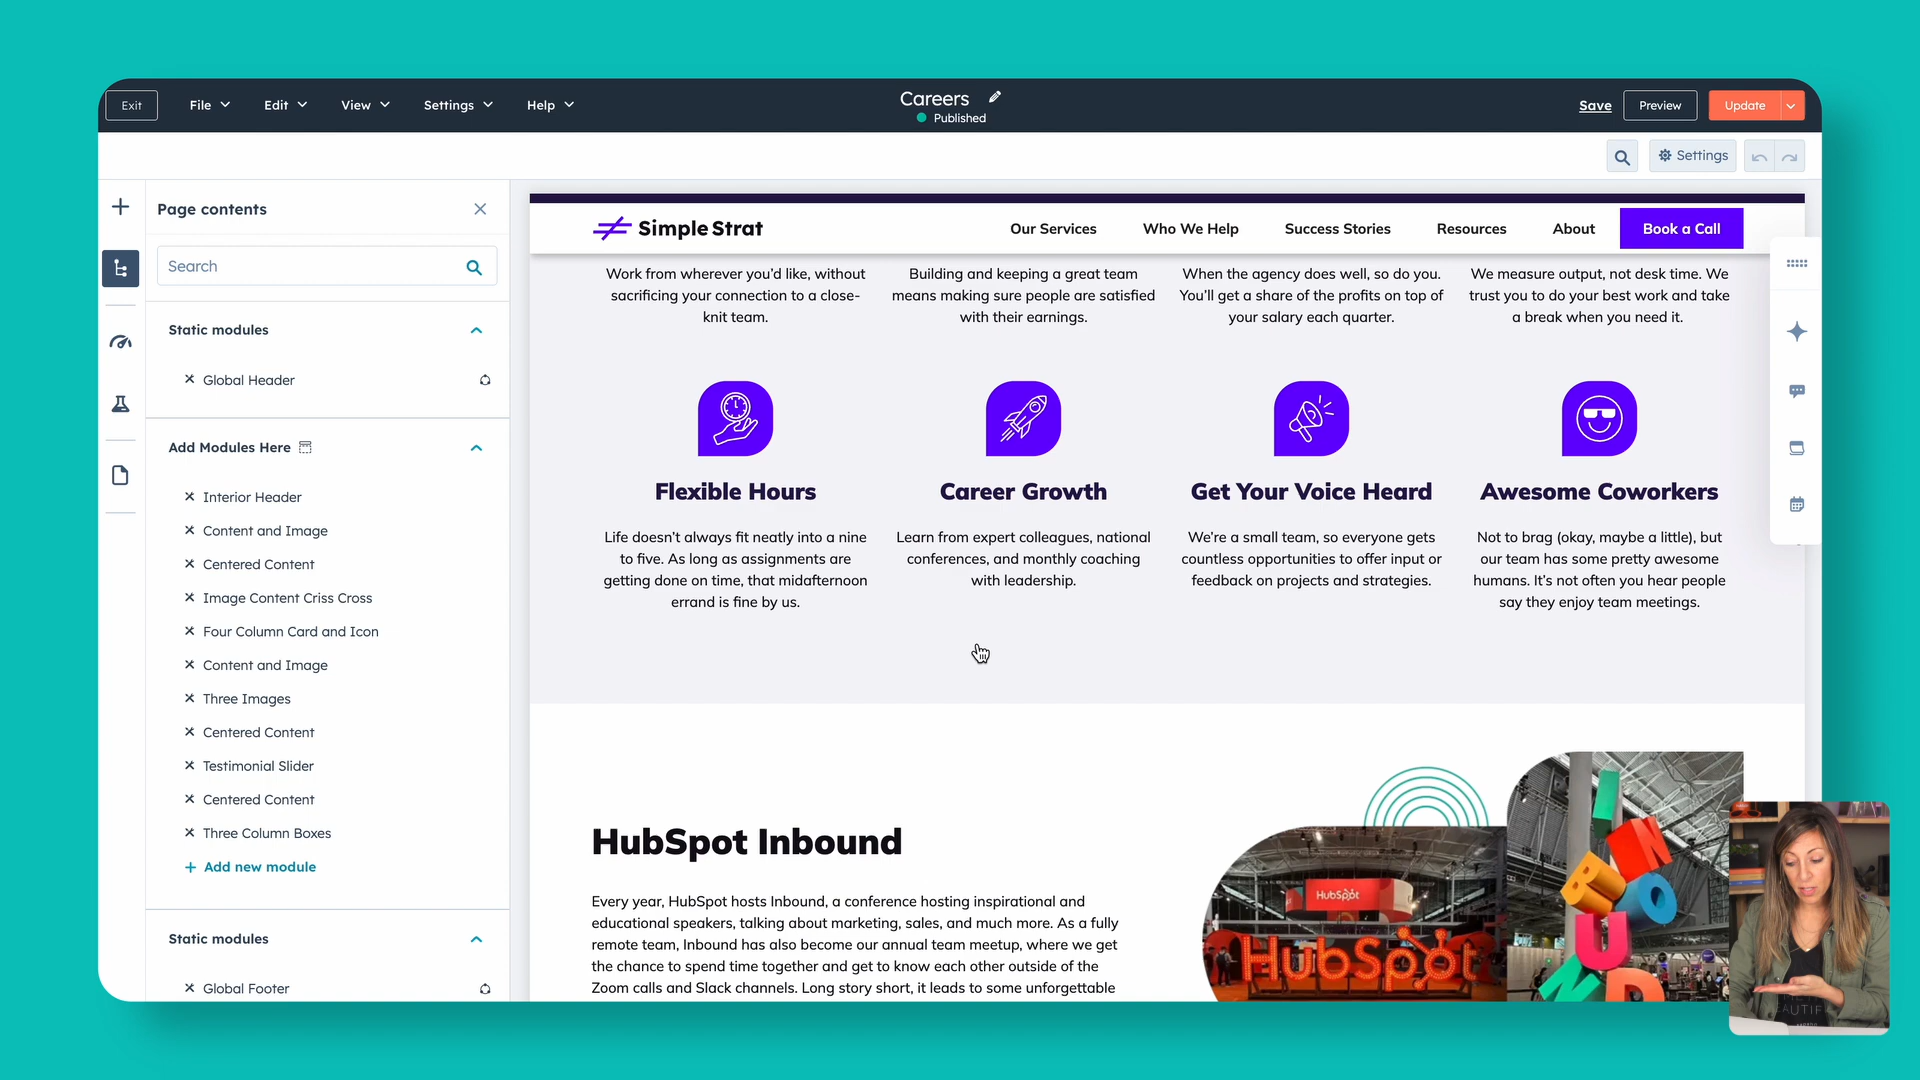 Exit
File
Edit
View
Settings
Help
Careers
Published
Save
Preview
Update
Settings
Page contents
Search
Static modules
Global Header
Add Modules Here
Interior Header
Content and Image
Centered Content
Image Content Criss Cross
Four Column Card and Icon
Content and Image
Three Images
Centered Content
Testimonial Slider
Centered Content
Three Column Boxes
+ Add new module
Static modules
Global Footer
Simple Strat
Our Services
Who We Help
Success Stories
Resources
About
Book a Call
Work from wherever you’d like, without
sacrificing your connection to a close-
knit team.
Building and keeping a great team
means making sure people are satisfied
with their earnings.
When the agency does well, so do you.
You’ll get a share of the profits on top of
your salary each quarter.
We measure output, not desk time. We
trust you to do your best work and take
a break when you need it.
Flexible Hours
Life doesn’t always fit neatly into a nine
to five. As long as assignments are
getting done on time, that midafternoon
errand is fine by us.
Career Growth
Learn from expert colleagues, national
conferences, and monthly coaching
with leadership.
Get Your Voice Heard
We’re a small team, so everyone gets
countless opportunities to offer input or
feedback on projects and strategies.
Awesome Coworkers
Not to brag (okay, maybe a little), but
our team has some pretty awesome
humans. It’s not often you hear people
say they enjoy team meetings.
HubSpot Inbound
Every year, HubSpot hosts Inbound, a conference hosting inspirational and
educational speakers, talking about marketing, sales, and much more. As a fully
remote team, Inbound has also become our annual team meetup, where we get
the chance to spend time together and get to know each other outside of the
Zoom calls and Slack channels. Long story short, it leads to some unforgettable
HubSpot
HubSpot
INBOUND